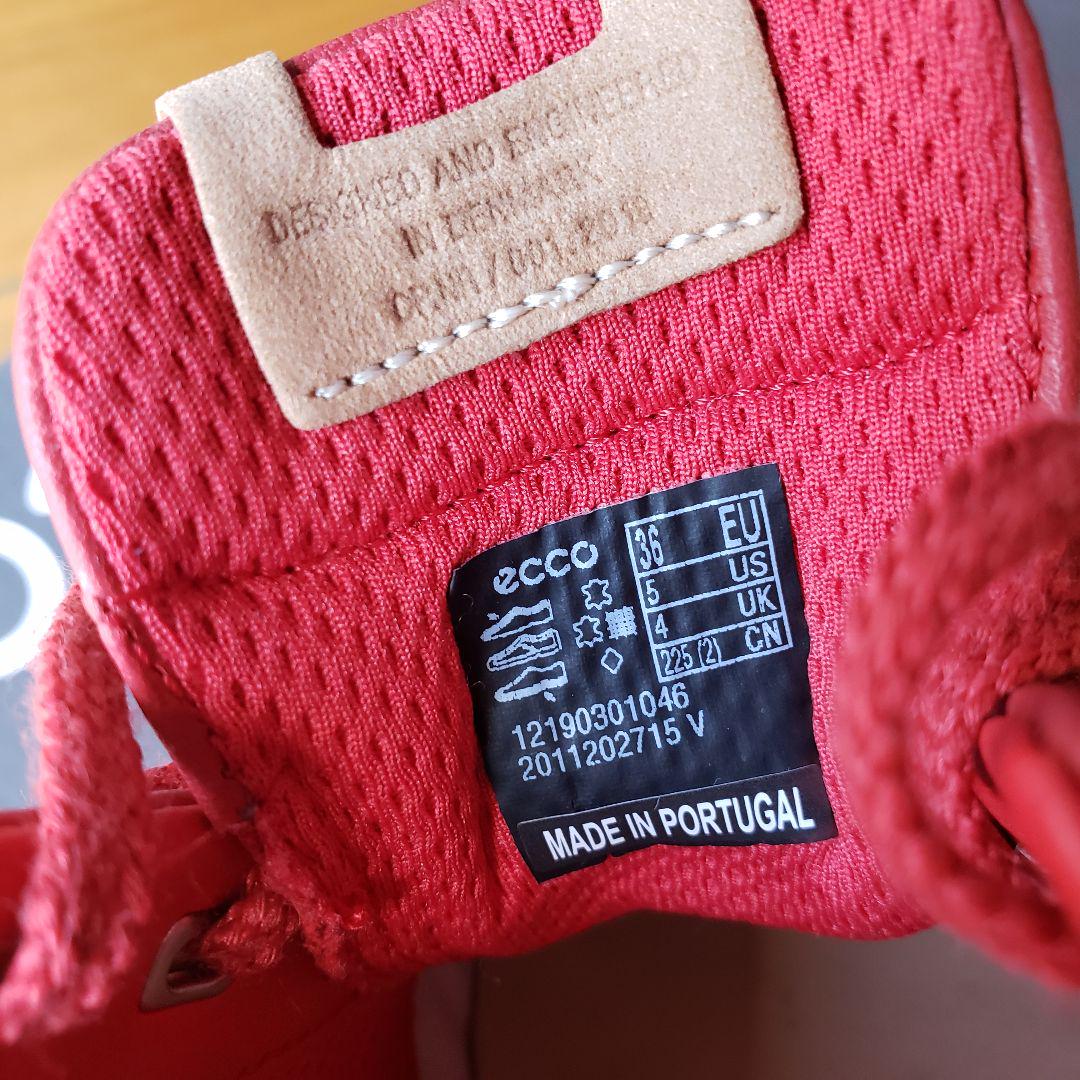 DESIGNED AND ENGINEERED
IN DENMARK
ecco
36 EU
5 US
4 UK
225 (2) CN
12190301046
2011202715 V
MADE IN PORTUGAL